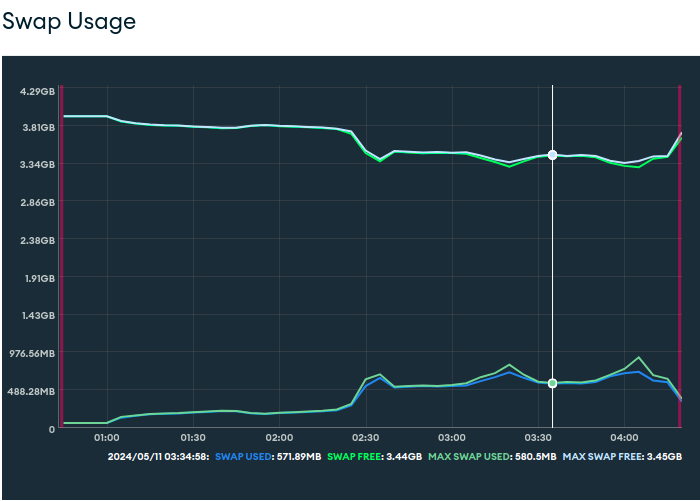 Swap Usage
4.29GB
3.81GB
3.34GB
2.86GB
2.38GB
1.91GB
1.43GB
976.56MB
488.28MB
0
01:00 01:30 02:00 02:30 03:00 03:30 04:00
2024/05/11 03:34:58: SWAP USED: 571.89MB SWAP FREE: 3.44GB MAX SWAP USED: 580.5MB MAX SWAP FREE: 3.45GB